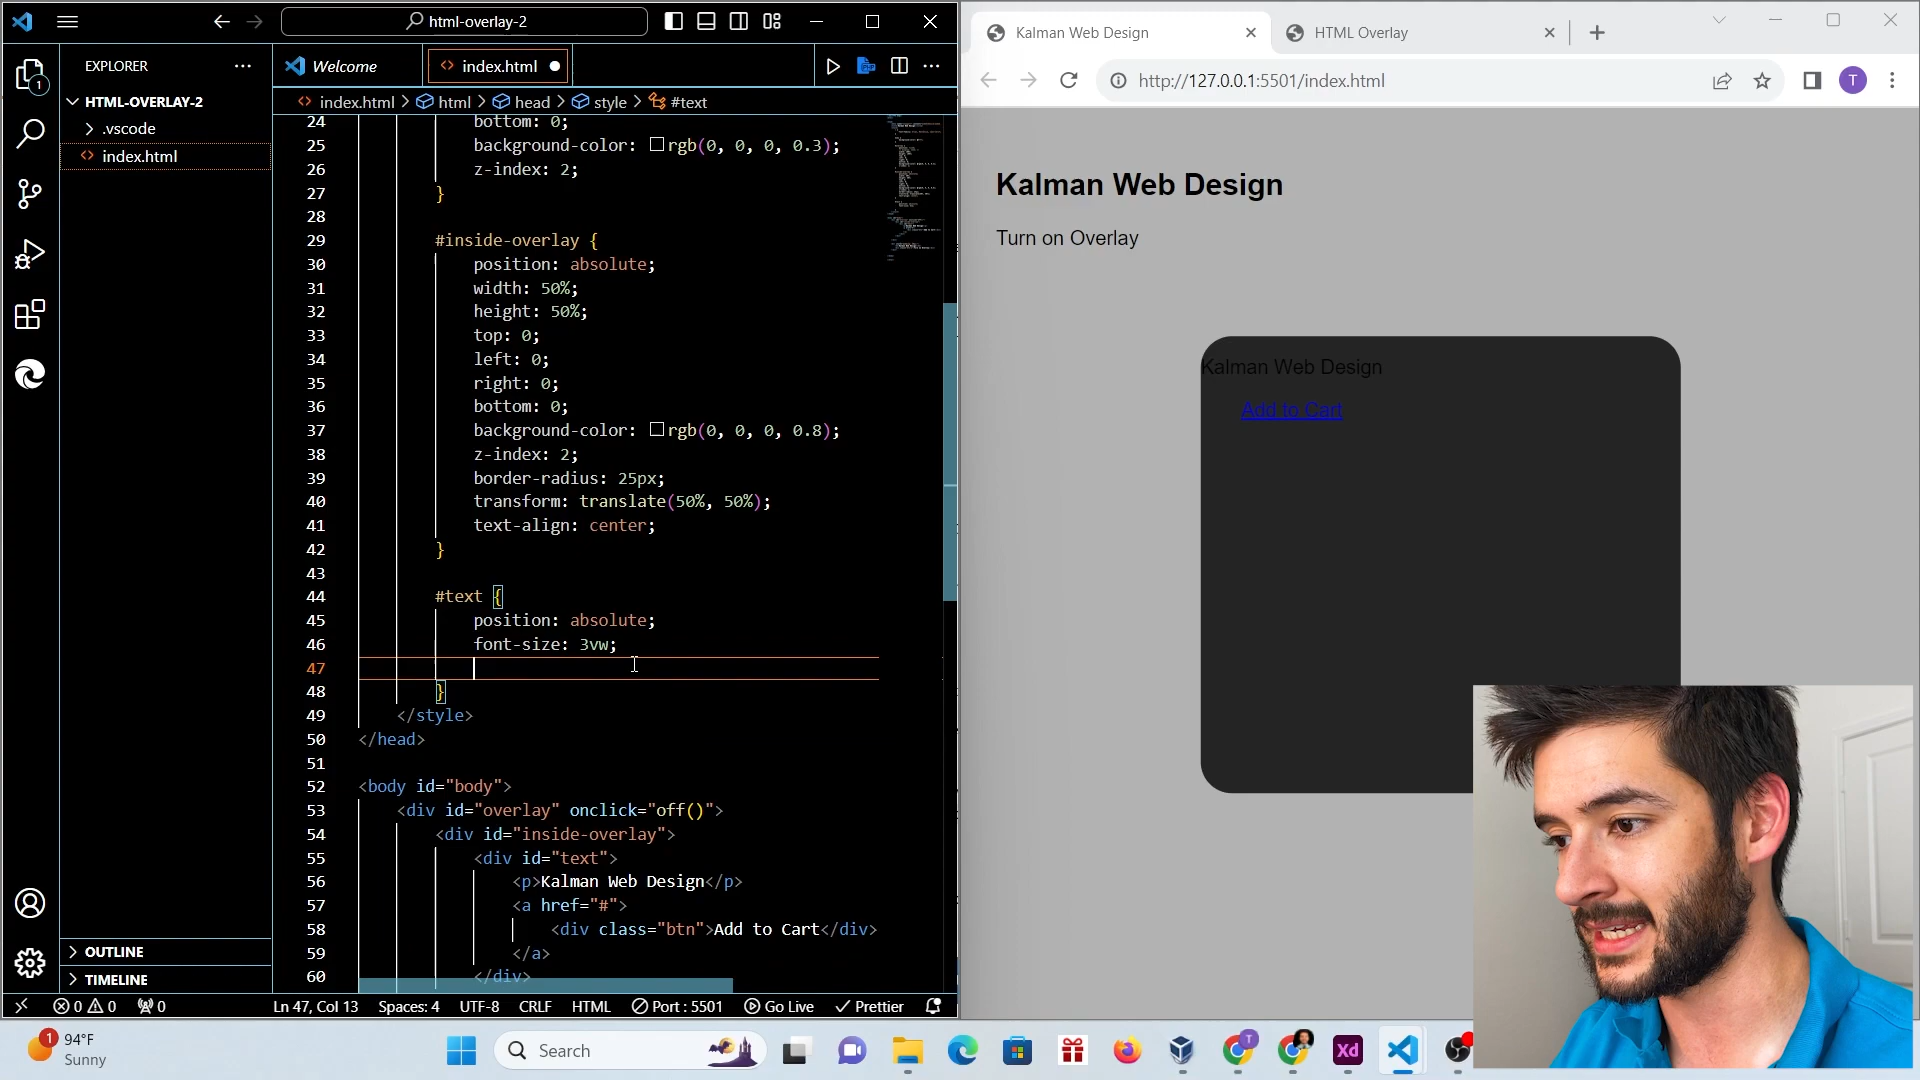 html-overlay-2
EXPLORER
1
HTML-OVERLAY-2
.vscode
index.html
OUTLINE
TIMELINE
Welcome
index.html
index.html > html > head > style > #text
24 bottom: 0;
25 background-color: rgb(0, 0, 0, 0.3);
26 z-index: 2;
27 }
28
29 #inside-overlay {
30 position: absolute;
31 width: 50%;
32 height: 50%;
33 top: 0;
34 left: 0;
35 right: 0;
36 bottom: 0;
37 background-color: rgb(0, 0, 0, 0.8);
38 z-index: 2;
39 border-radius: 25px;
40 transform: translate(50%, 50%);
41 text-align: center;
42 }
43
44 #text {
45 position: absolute;
46 font-size: 3vw;
47
48 }
49 </style>
50 </head>
51
52 <body id="body">
53 <div id="overlay" onclick="off()">
54 <div id="inside-overlay">
55 <div id="text">
56 <p>Kalman Web Design</p>
57 <a href="#">
58 <div class="btn">Add to Cart</div>
59 </a>
60 </div>
0 0 0 Ln 47, Col 13 Spaces: 4 UTF-8 CRLF HTML Port : 5501 Go Live Prettier
Kalman Web Design
HTML Overlay
http://127.0.0.1:5501/index.html
T
Kalman Web Design
Turn on Overlay
Kalman Web Design
Add to Cart
1
94°F
Sunny
Search
T
Xd